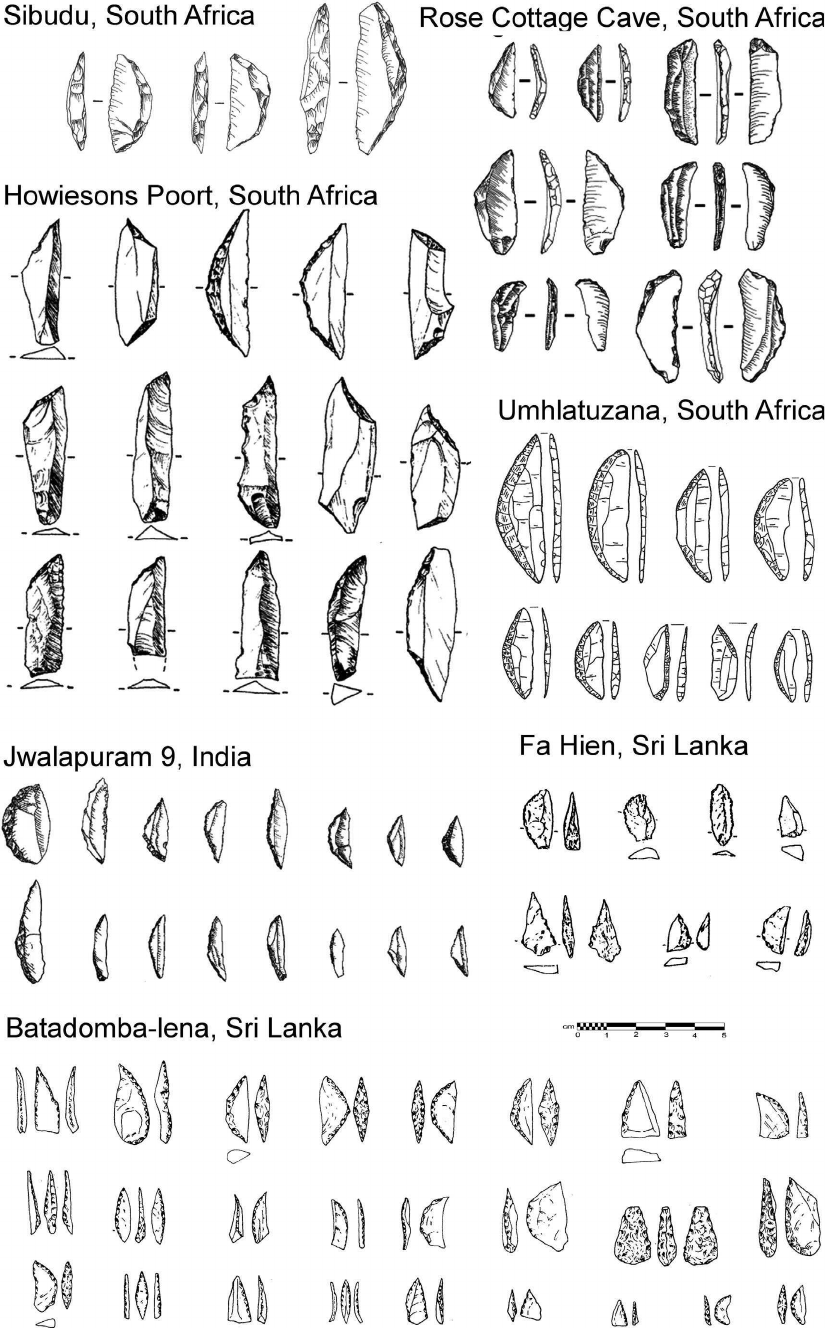 Sibudu, South Africa
Rose Cottage Cave, South Africa
Howiesons Poort, South Africa
Umhlatuzana, South Africa
Jwalapuram 9, India
Fa Hien, Sri Lanka
Batadomba-lena, Sri Lanka
cm 0 1 2 3 4 5